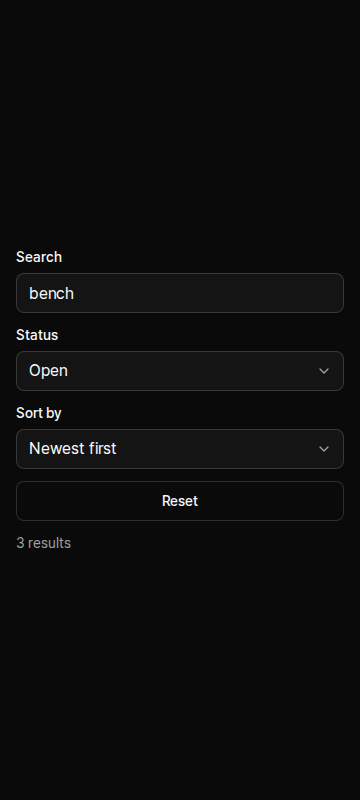 Search
bench
Status
Open
Sort by
Newest first
Reset
3 results